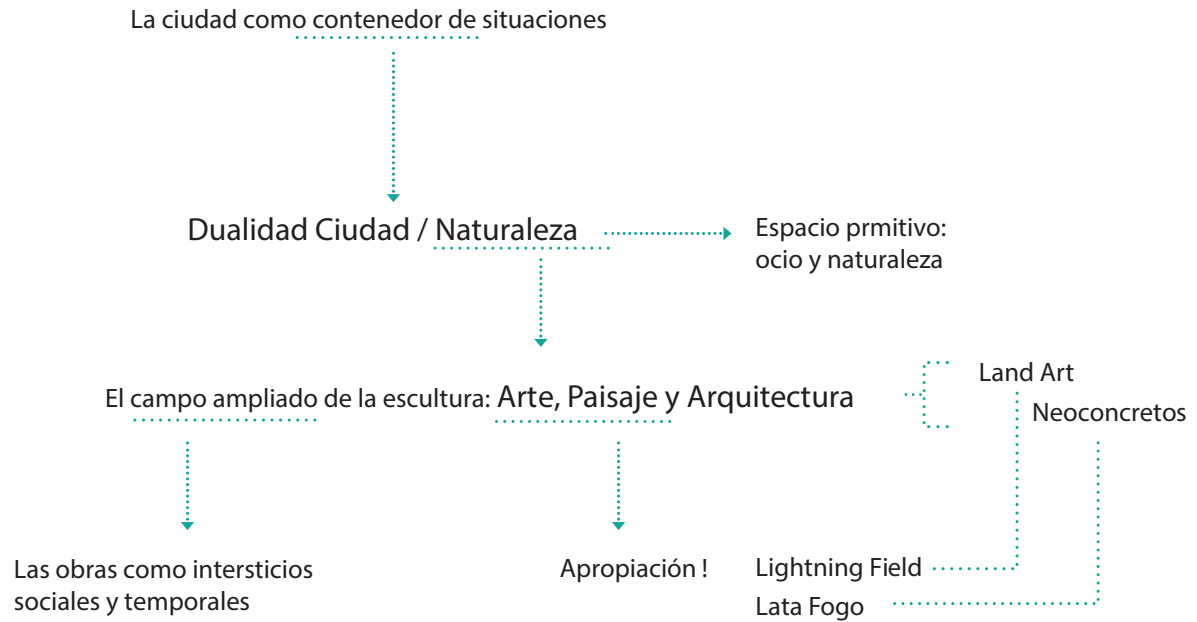 La ciudad como contenedor de situaciones
Dualidad Ciudad / Naturaleza
Espacio prmitivo:
ocio y naturaleza
El campo ampliado de la escultura: Arte, Paisaje y Arquitectura
Land Art
Neoconcretos
Las obras como intersticios
sociales y temporales
Apropiación !
Lightning Field
Lata Fogo